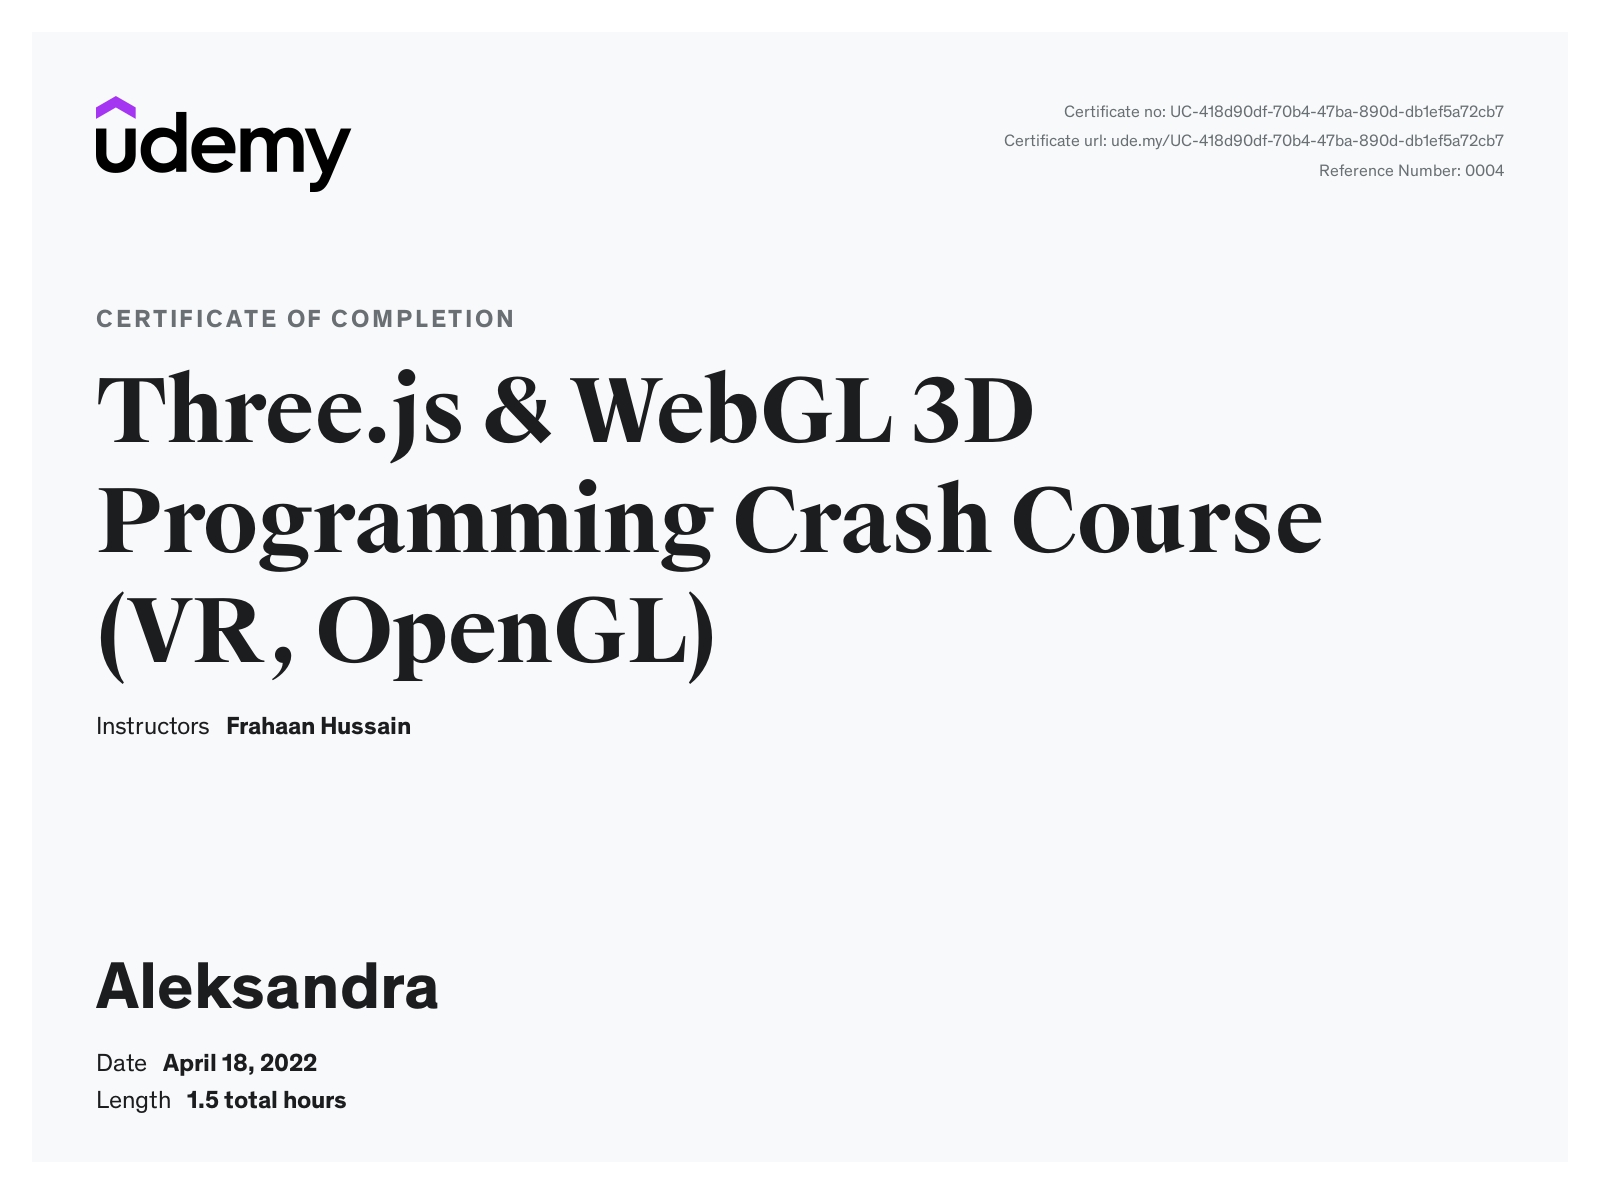 udemy
Certificate no: UC-418d90df-70b4-47ba-890d-db1ef5a72cb7
Certificate url: ude.my/UC-418d90df-70b4-47ba-890d-db1ef5a72cb7
Reference Number: 0004
CERTIFICATE OF COMPLETION
Three.js & WebGL 3D
Programming Crash Course
(VR, OpenGL)
Instructors Frahaan Hussain
Aleksandra
Date April 18, 2022
Length 1.5 total hours